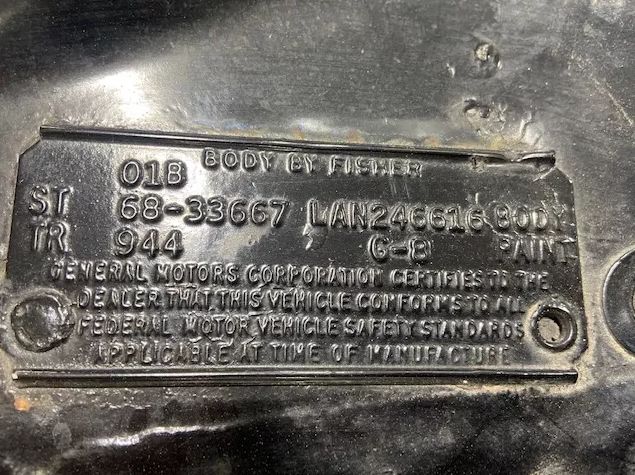 BODY BY FISHER
01B
ST 68-33667 LAN246616 BODY
TR 944 G-8 PAINT
GENERAL MOTORS CORPORATION CERTIFIES TO THE
DEALER THAT THIS VEHICLE CONFORMS TO ALL
FEDERAL MOTOR VEHICLE SAFETY STANDARDS
APPLICABLE AT TIME OF MANUFACTURE